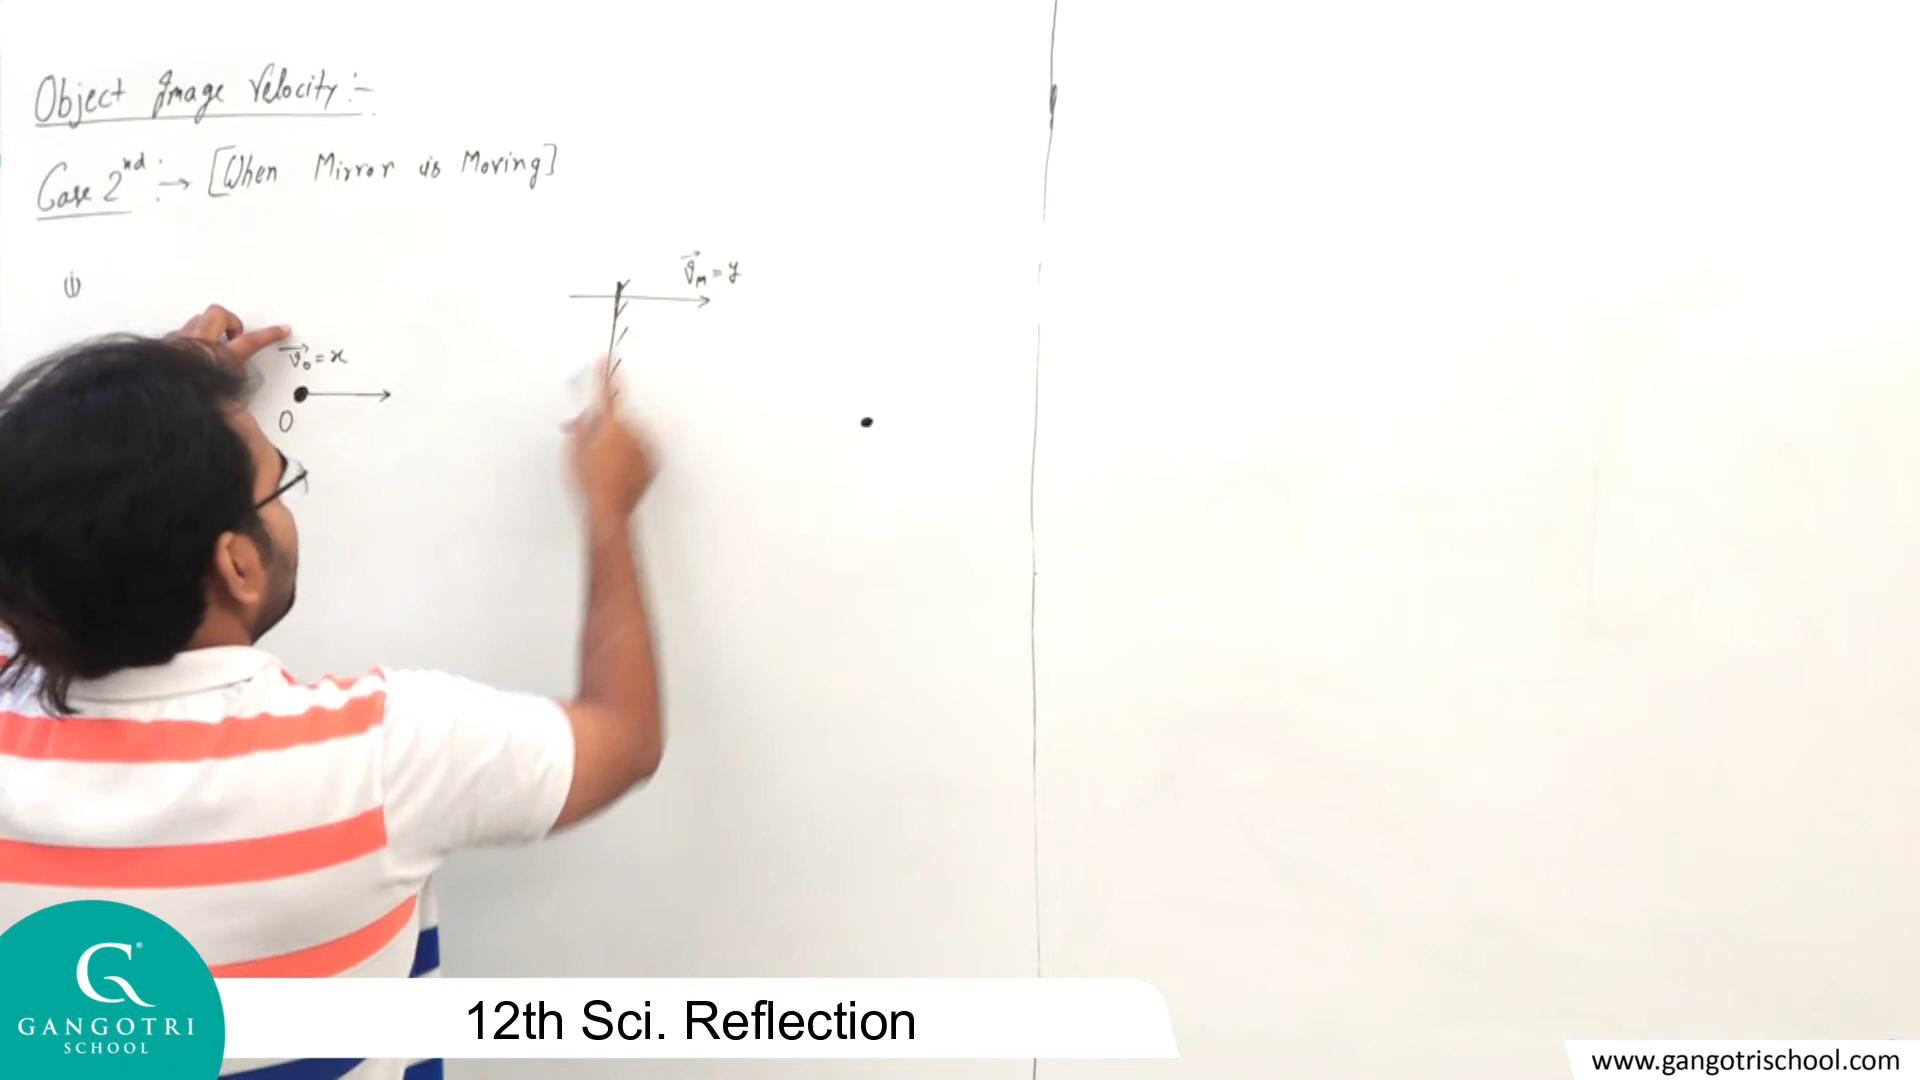 Object Image Velocity :-
Case 2nd :→ [When Mirror is Moving]
(i)
v⃗m = y
v⃗o = x
O
G®
GANGOTRI
SCHOOL
12th Sci. Reflection
www.gangotrischool.com